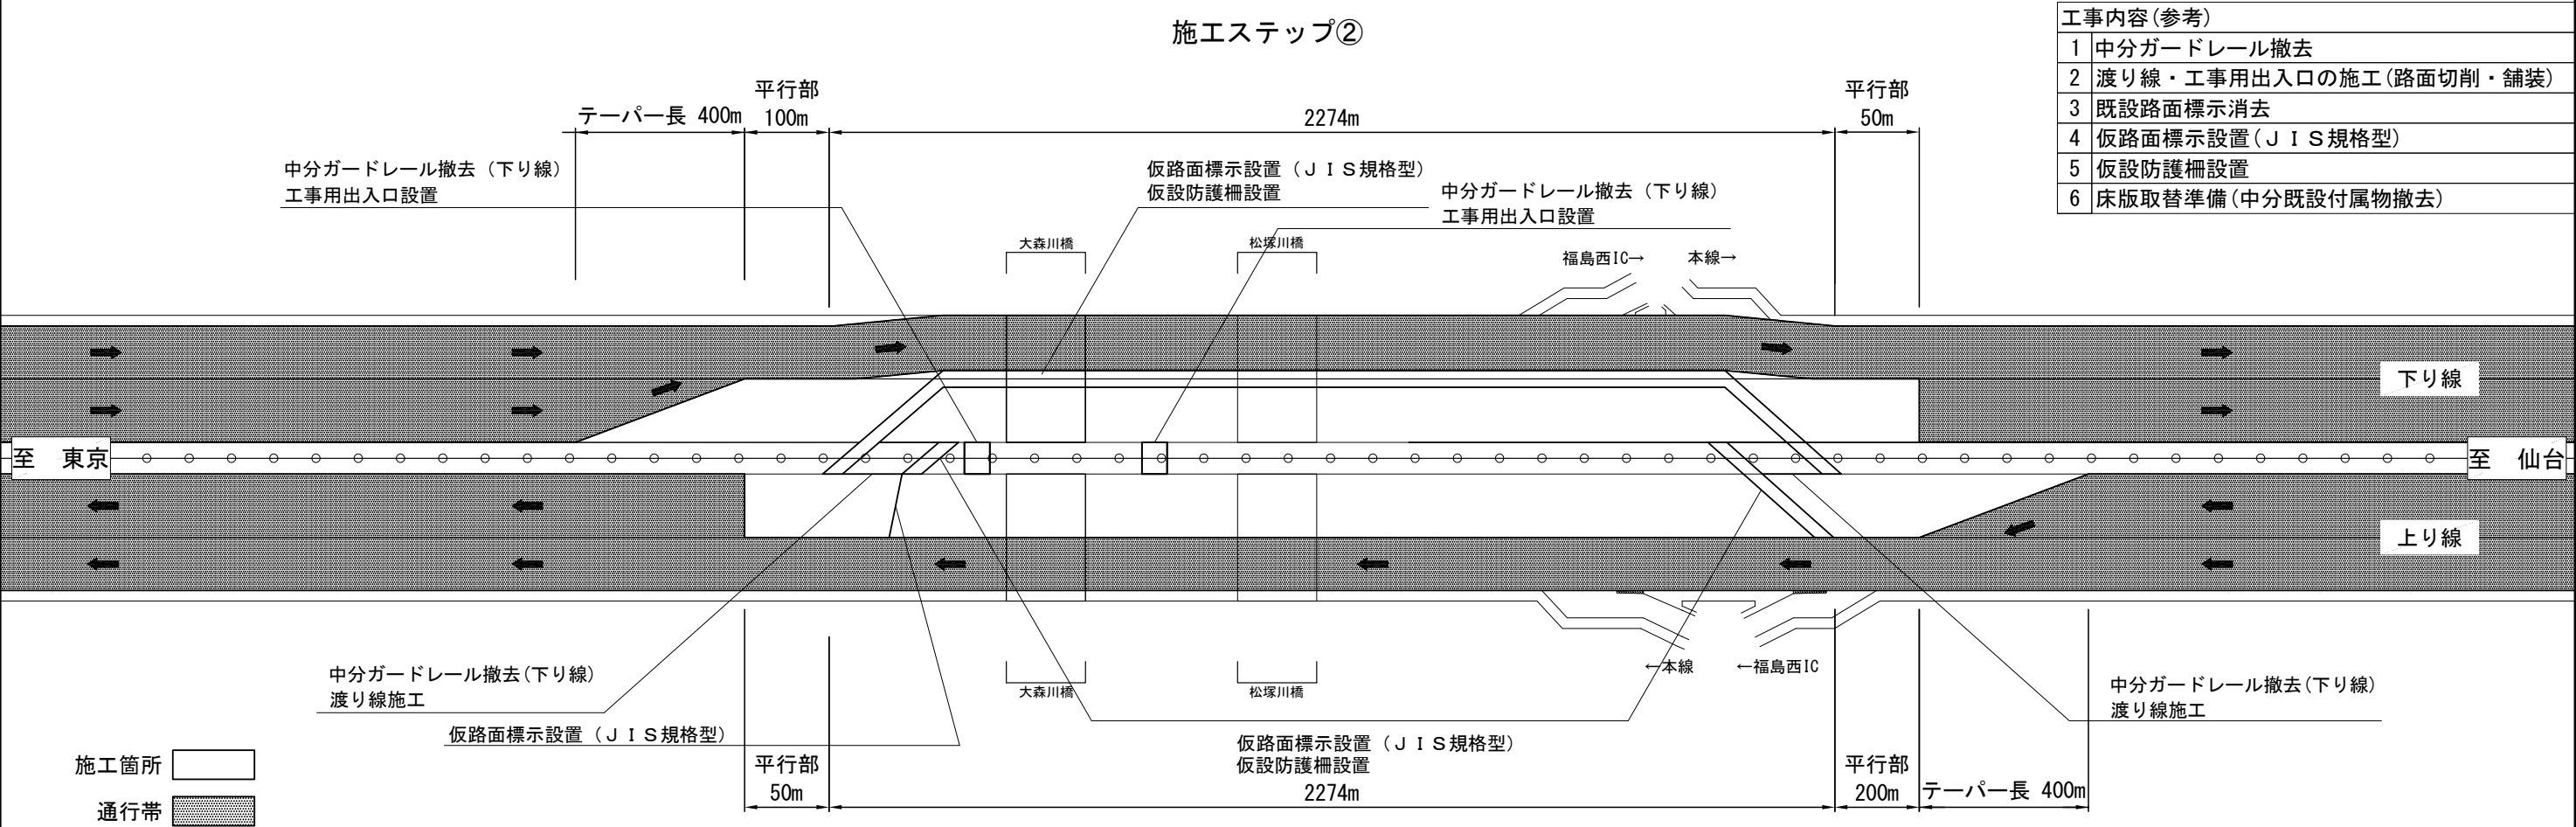 施工ステップ②
工事内容(参考)
1 中分ガードレール撤去
2 渡り線・工事用出入口の施工(路面切削・舗装)
3 既設路面標示消去
4 仮路面標示設置(ＪＩＳ規格型)
5 仮設防護柵設置
6 床版取替準備(中分既設付属物撤去)
テーパー長 400m
平行部
100m
2274m
平行部
50m
中分ガードレール撤去（下り線）
工事用出入口設置
仮路面標示設置（ＪＩＳ規格型）
仮設防護柵設置
中分ガードレール撤去（下り線）
工事用出入口設置
大森川橋
松塚川橋
福島西IC→
本線→
下り線
至　東京
至　仙台
上り線
←本線
←福島西IC
大森川橋
松塚川橋
中分ガードレール撤去(下り線)
渡り線施工
仮路面標示設置（ＪＩＳ規格型）
仮路面標示設置（ＪＩＳ規格型）
仮設防護柵設置
中分ガードレール撤去(下り線)
渡り線施工
施工箇所
通行帯
平行部
50m
2274m
平行部
200m
テーパー長 400m